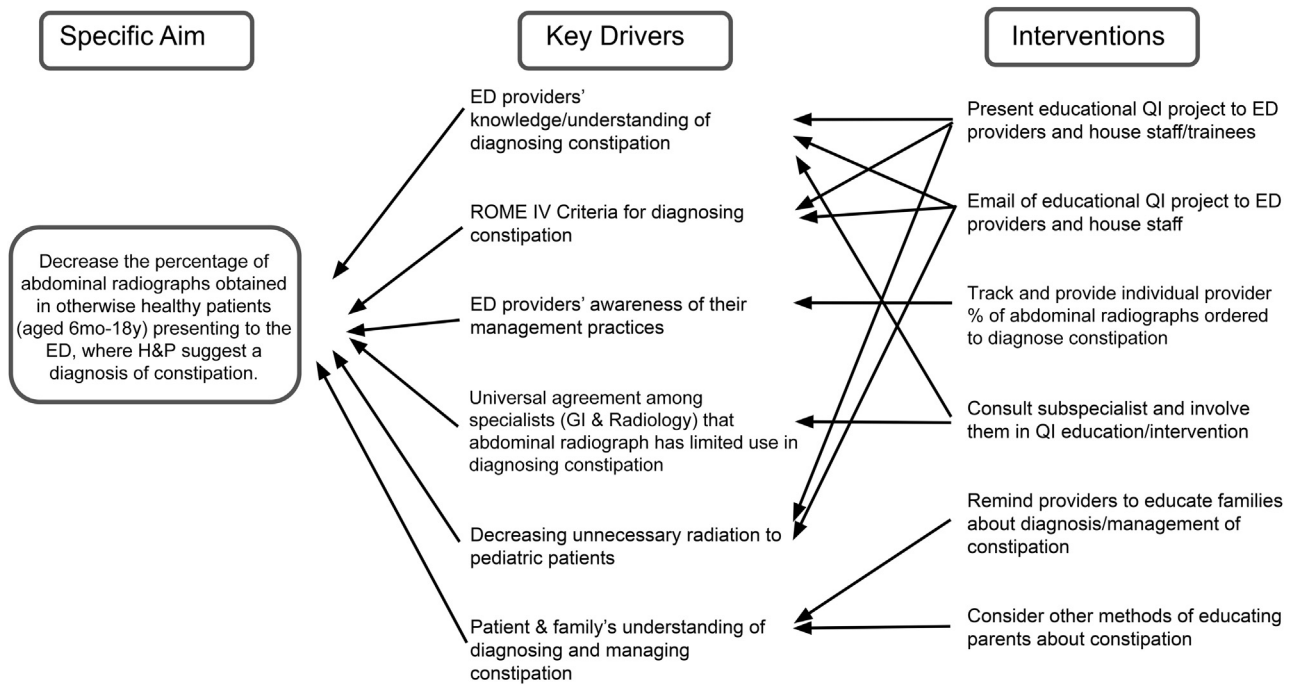 Specific Aim
Key Drivers
Interventions
Decrease the percentage of
abdominal radiographs obtained
in otherwise healthy patients
(aged 6mo-18y) presenting to the
ED, where H&P suggest a
diagnosis of constipation.
ED providers’
knowledge/understanding of
diagnosing constipation
ROME IV Criteria for diagnosing
constipation
ED providers’ awareness of their
management practices
Universal agreement among
specialists (GI & Radiology) that
abdominal radiograph has limited use in
diagnosing constipation
Decreasing unnecessary radiation to
pediatric patients
Patient & family’s understanding of
diagnosing and managing
constipation
Present educational QI project to ED
providers and house staff/trainees
Email of educational QI project to ED
providers and house staff
Track and provide individual provider
% of abdominal radiographs ordered
to diagnose constipation
Consult subspecialist and involve
them in QI education/intervention
Remind providers to educate families
about diagnosis/management of
constipation
Consider other methods of educating
parents about constipation